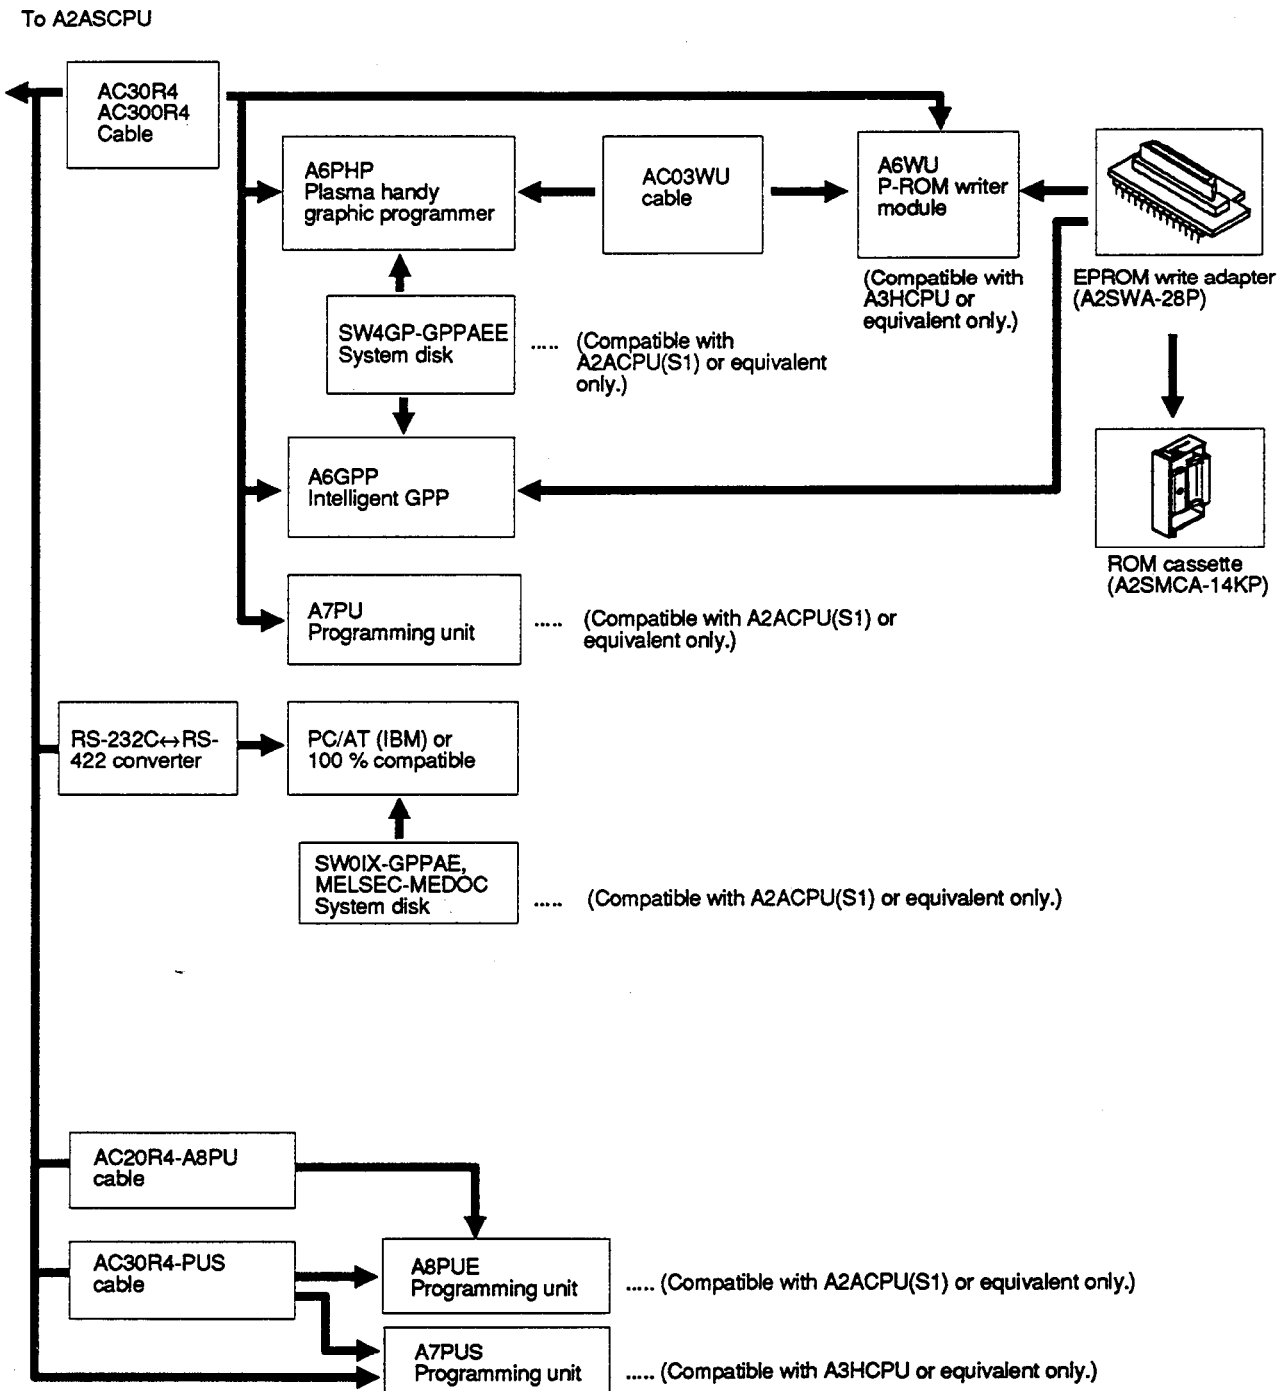 To A2ASCPU
AC30R4
AC300R4
Cable
A6PHP
Plasma handy
graphic programmer
AC03WU
cable
A6WU
P-ROM writer
module
(Compatible with
A3HCPU or
equivalent only.)
EPROM write adapter
(A2SWA-28P)
SW4GP-GPPAEE
System disk
..... (Compatible with
A2ACPU(S1) or equivalent
only.)
A6GPP
Intelligent GPP
ROM cassette
(A2SMCA-14KP)
A7PU
Programming unit
..... (Compatible with A2ACPU(S1) or
equivalent only.)
RS-232C↔RS-
422 converter
PC/AT (IBM) or
100 % compatible
SW0IX-GPPAE,
MELSEC-MEDOC
System disk
..... (Compatible with A2ACPU(S1) or equivalent only.)
AC20R4-A8PU
cable
AC30R4-PUS
cable
A8PUE
Programming unit
..... (Compatible with A2ACPU(S1) or equivalent only.)
A7PUS
Programming unit
..... (Compatible with A3HCPU or equivalent only.)